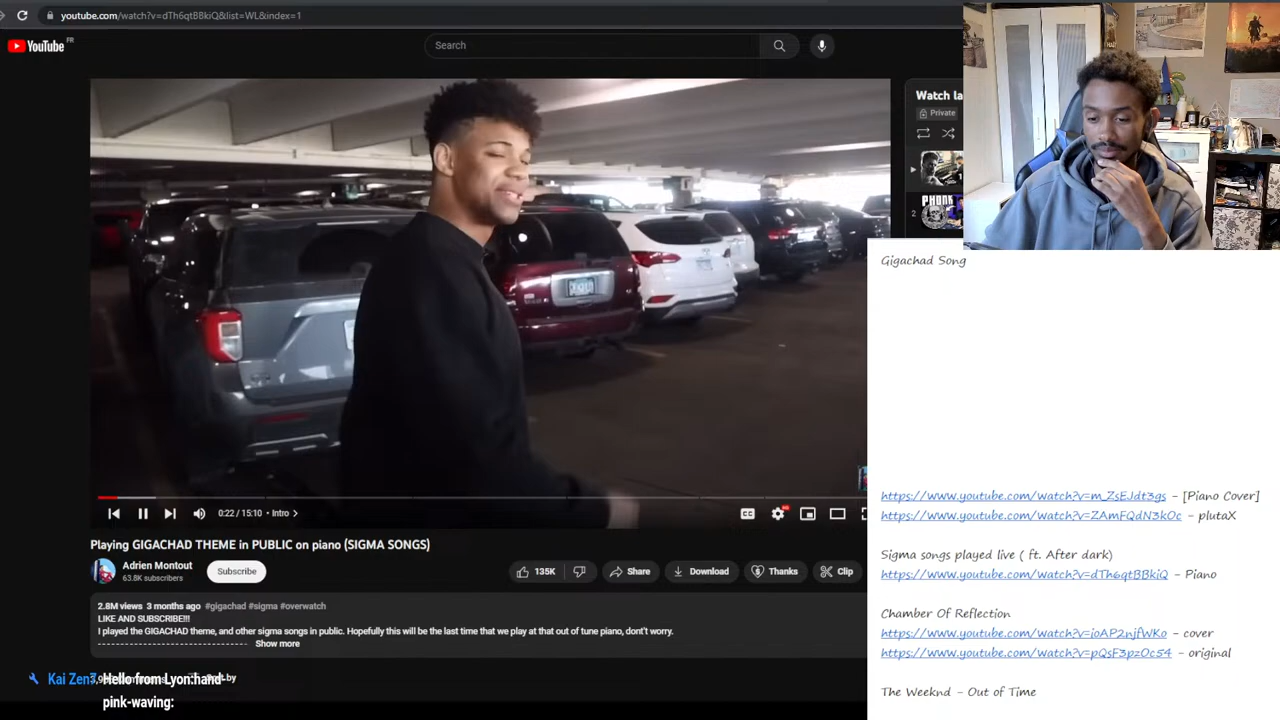 youtube.com/watch?v=dTh6qtBBkiQ&list=WL&index=1
YouTube FR
Search
Watch la
Private
2
PHONK
0:22 / 15:10 • Intro >
CC
Playing GIGACHAD THEME in PUBLIC on piano (SIGMA SONGS)
Adrien Montout
63.8K subscribers
Subscribe
135K
Share
Download
Thanks
Clip
2.8M views 3 months ago #gigachad #sigma #overwatch
LIKE AND SUBSCRIBE!!!
I played the GIGACHAD theme, and other sigma songs in public. Hopefully this will be the last time that we play at that out of tune piano, don't worry.
--------------------------------- Show more
by
Kai Zen7. Hello from Lyon:hand-
pink-waving:
Gigachad Song
https://www.youtube.com/watch?v=m_ZsEJdt3gs - [Piano Cover]
https://www.youtube.com/watch?v=ZAmFQdN3kOc - plutaX
Sigma songs played live ( ft. After dark)
https://www.youtube.com/watch?v=dTh6qtBBkiQ - Piano
Chamber Of Reflection
https://www.youtube.com/watch?v=ioAP2njfWKo - cover
https://www.youtube.com/watch?v=pQsF3pzOc54 - original
The Weeknd - Out of Time